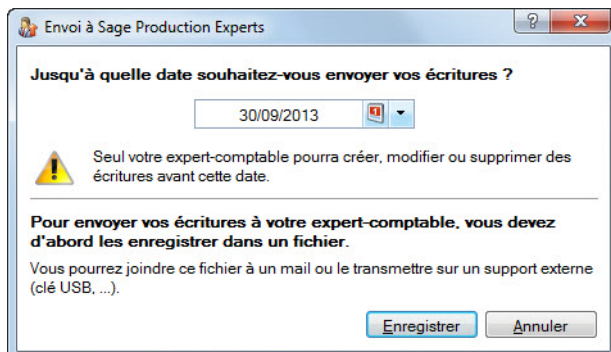 Envoi à Sage Production Experts
Jusqu'à quelle date souhaitez-vous envoyer vos écritures ?
30/09/2013
Seul votre expert-comptable pourra créer, modifier ou supprimer des
écritures avant cette date.
Pour envoyer vos écritures à votre expert-comptable, vous devez
d'abord les enregistrer dans un fichier.
Vous pourrez joindre ce fichier à un mail ou le transmettre sur un support externe
(clé USB, ...).
Enregistrer Annuler